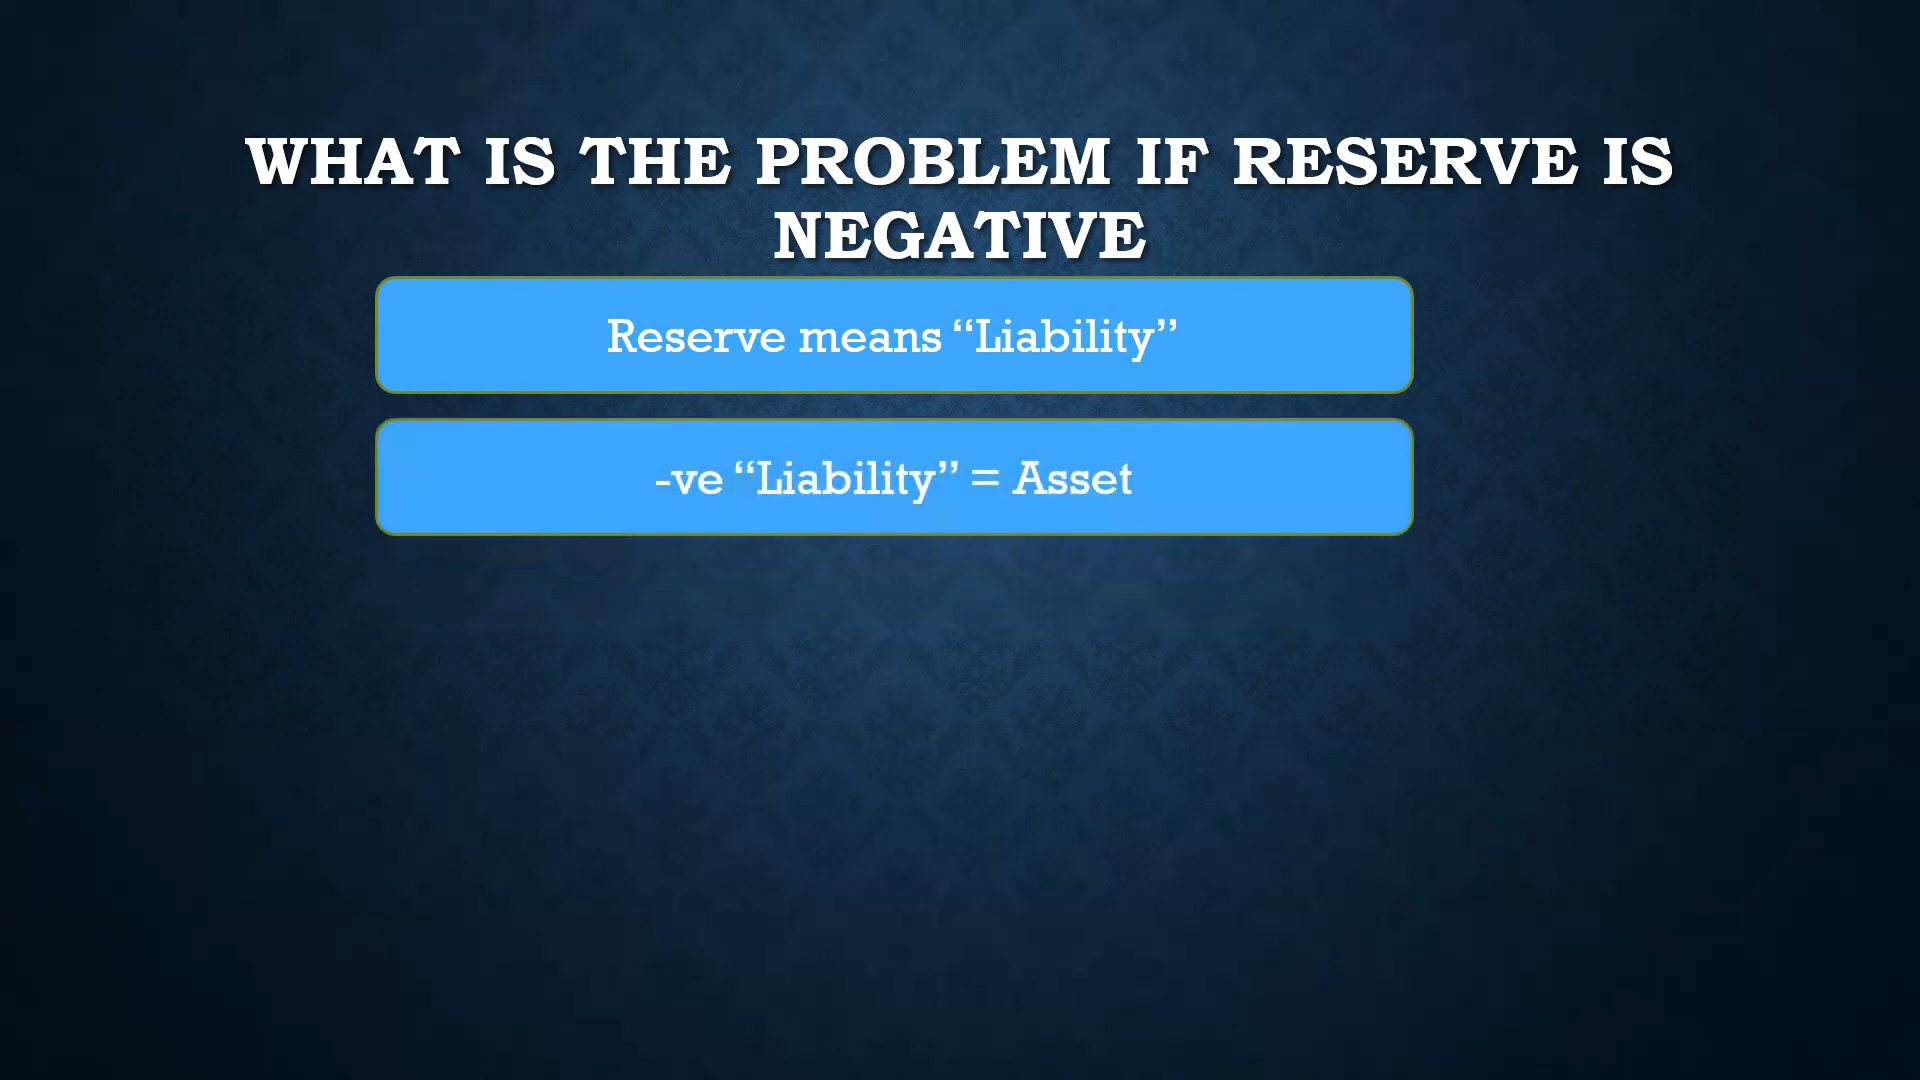 WHAT IS THE PROBLEM IF RESERVE IS
NEGATIVE
Reserve means “Liability”
-ve “Liability” = Asset